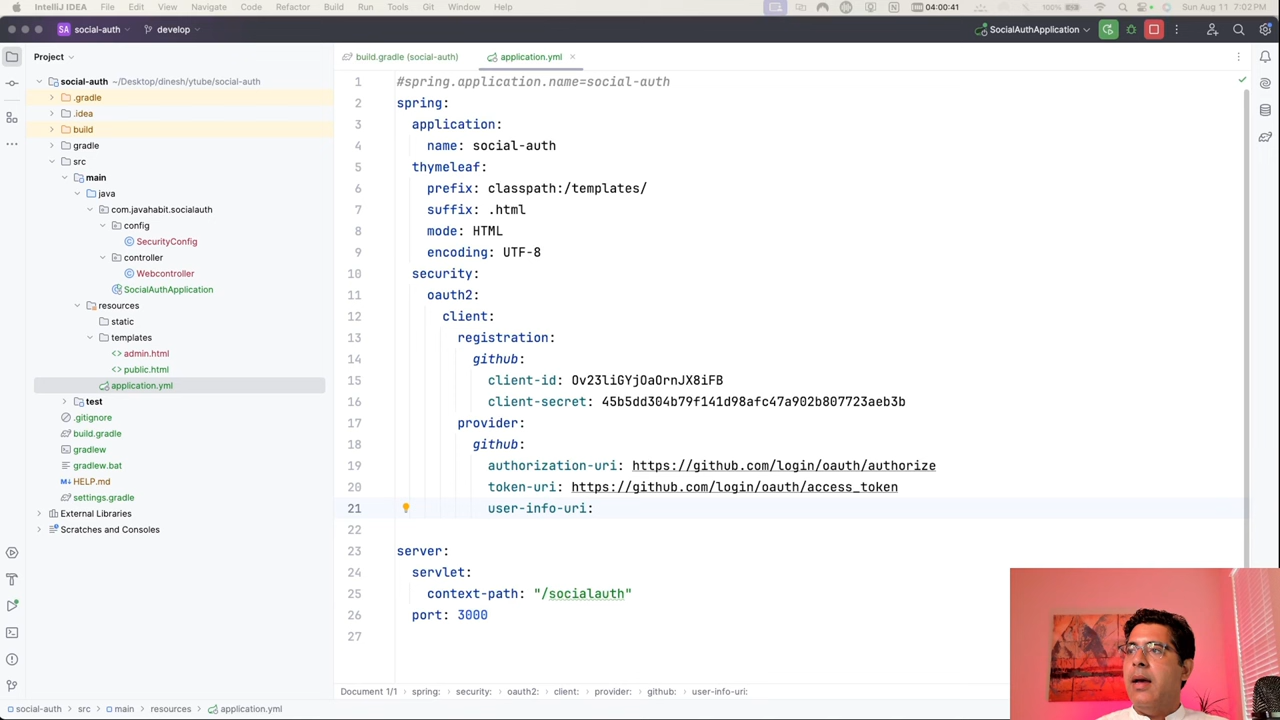 IntelliJ IDEA File Edit View Navigate Code Refactor Build Run Tools Git Window Help 04:00:41 Sun Aug 11 7:02 PM
SA social-auth develop SocialAuthApplication
Project
build.gradle (social-auth) application.yml
social-auth ~/Desktop/dinesh/ytube/social-auth
.gradle
.idea
build
gradle
src
main
java
com.javahabit.socialauth
config
SecurityConfig
controller
Webcontroller
SocialAuthApplication
resources
static
templates
admin.html
public.html
application.yml
test
.gitignore
build.gradle
gradlew
gradlew.bat
HELP.md
settings.gradle
External Libraries
Scratches and Consoles
1 #spring.application.name=social-auth
2 spring:
3 application:
4 name: social-auth
5 thymeleaf:
6 prefix: classpath:/templates/
7 suffix: .html
8 mode: HTML
9 encoding: UTF-8
10 security:
11 oauth2:
12 client:
13 registration:
14 github:
15 client-id: Ov23liGYjOaOrnJX8iFB
16 client-secret: 45b5dd304b79f141d98afc47a902b807723aeb3b
17 provider:
18 github:
19 authorization-uri: https://github.com/login/oauth/authorize
20 token-uri: https://github.com/login/oauth/access_token
21 user-info-uri:
22
23 server:
24 servlet:
25 context-path: "/socialauth"
26 port: 3000
27
Document 1/1 spring: security: oauth2: client: provider: github: user-info-uri:
social-auth src main resources application.yml